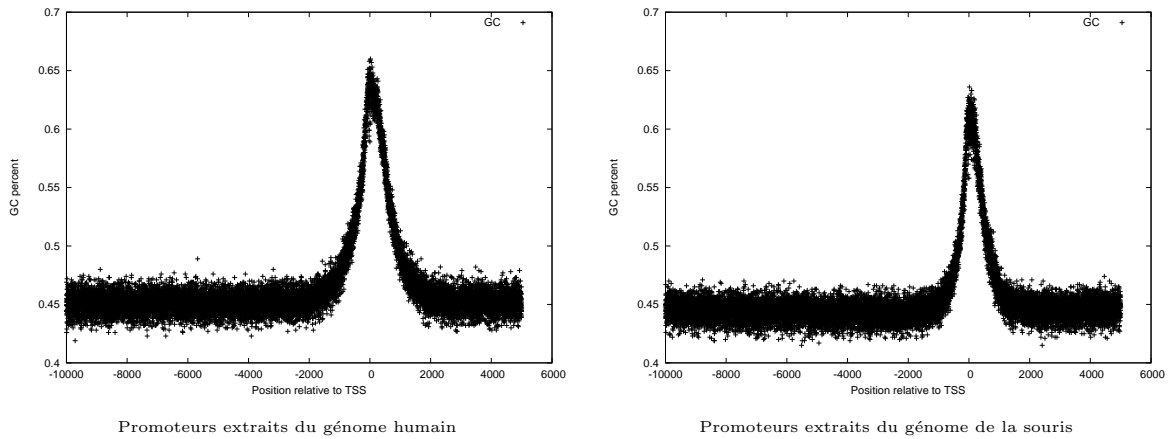 0.7
0.65
0.6
0.55
0.5
0.45
0.4
GC percent
GC
-10000 -8000 -6000 -4000 -2000 0 2000 4000 6000
Position relative to TSS
Promoteurs extraits du génome humain
0.7
0.65
0.6
0.55
0.5
0.45
0.4
GC percent
GC
-10000 -8000 -6000 -4000 -2000 0 2000 4000 6000
Position relative to TSS
Promoteurs extraits du génome de la souris